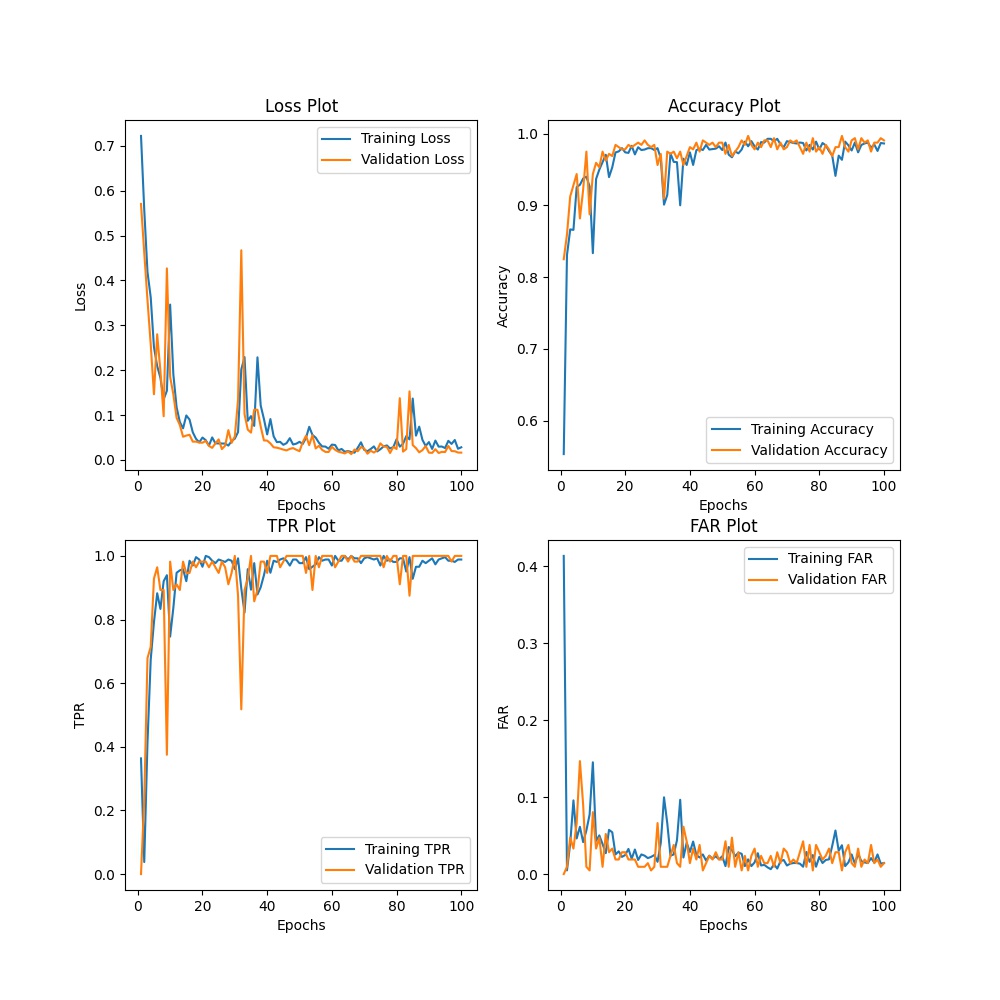 Loss Plot
0.7
0.6
0.5
0.4
0.3
0.2
0.1
0.0
Loss
0 20 40 60 80 100
Epochs
Training Loss
Validation Loss
Accuracy Plot
1.0
0.9
0.8
0.7
0.6
Accuracy
0 20 40 60 80 100
Epochs
Training Accuracy
Validation Accuracy
TPR Plot
1.0
0.8
0.6
0.4
0.2
0.0
TPR
0 20 40 60 80 100
Epochs
Training TPR
Validation TPR
FAR Plot
0.4
0.3
0.2
0.1
0.0
FAR
0 20 40 60 80 100
Epochs
Training FAR
Validation FAR